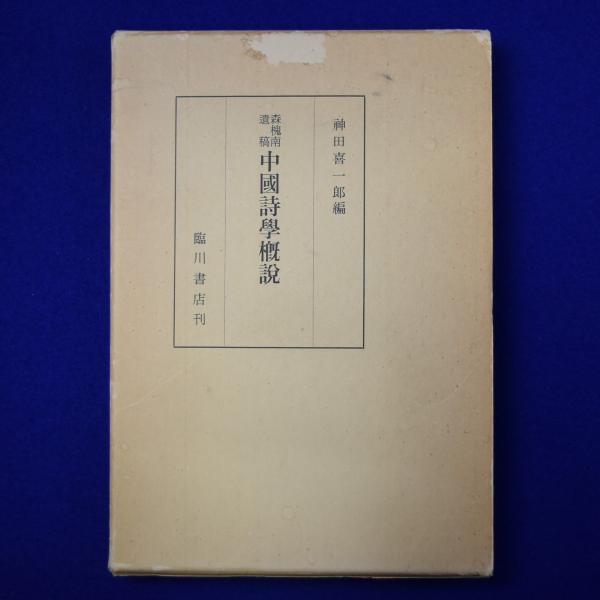 神田喜一郎編
森槐南
遺稿
中國詩學概說
臨川書店刊